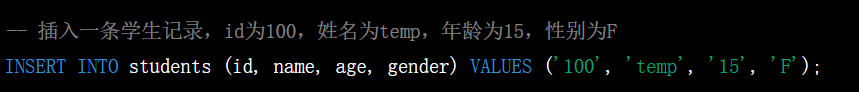 -- 插入一条学生记录，id为100，姓名为temp，年龄为15，性别为F
INSERT INTO students (id, name, age, gender) VALUES ('100', 'temp', '15', 'F');